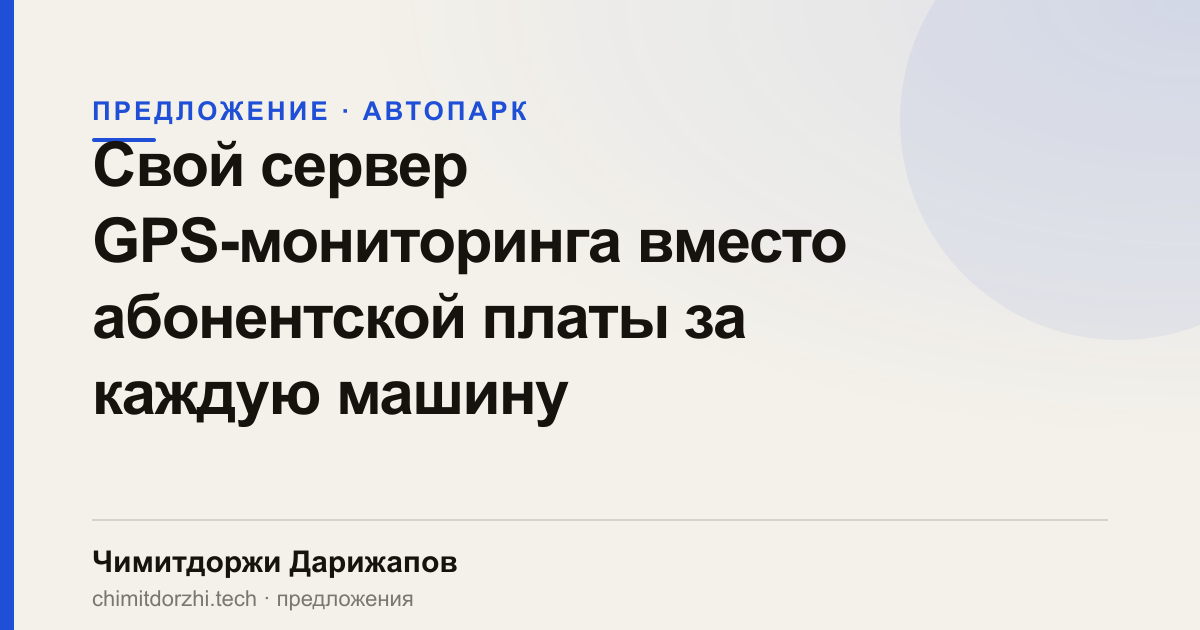 ПРЕДЛОЖЕНИЕ · АВТОПАРК
Свой сервер
GPS-мониторинга вместо
абонентской платы за
каждую машину
Чимитдоржи Дарижапов
chimitdorzhi.tech · предложения